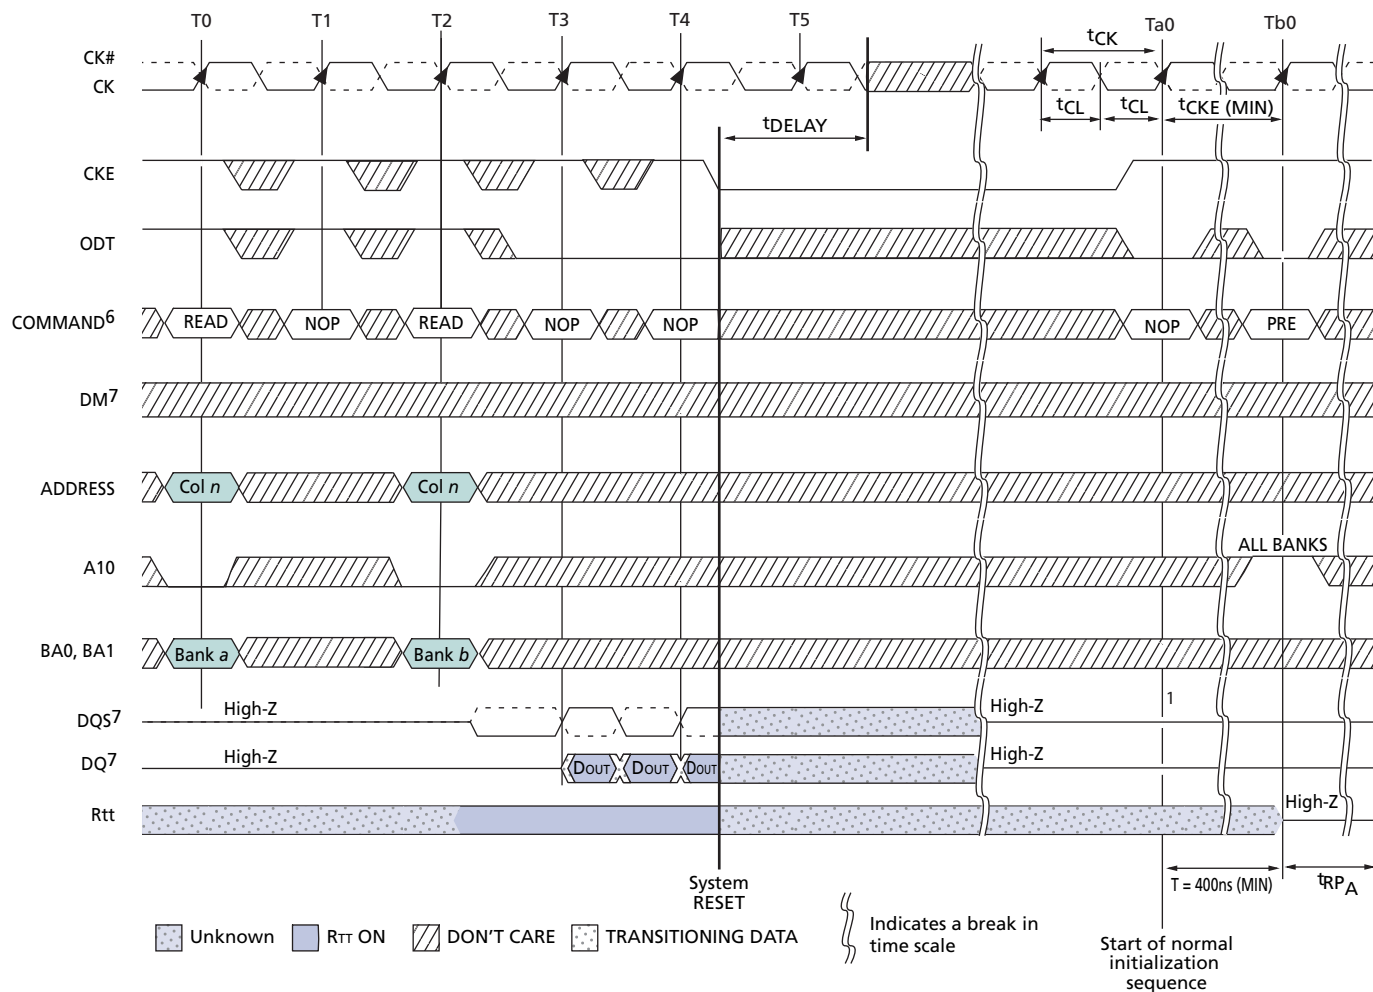 T0 T1 T2 T3 T4 T5 Ta0 Tb0
CK#
CK
tCK
tCL tCL tCKE (MIN)
tDELAY
CKE
ODT
COMMAND6 READ NOP READ NOP NOP NOP PRE
DM7
ADDRESS Col n Col n
ALL BANKS
A10
BA0, BA1 Bank a Bank b
DQS7 High-Z High-Z 1
DQ7 High-Z DOUT DOUT DOUT High-Z
Rtt High-Z
System
RESET
T = 400ns (MIN) tRPA
Unknown RTT ON DON'T CARE TRANSITIONING DATA
Indicates a break in
time scale
Start of normal
initialization
sequence